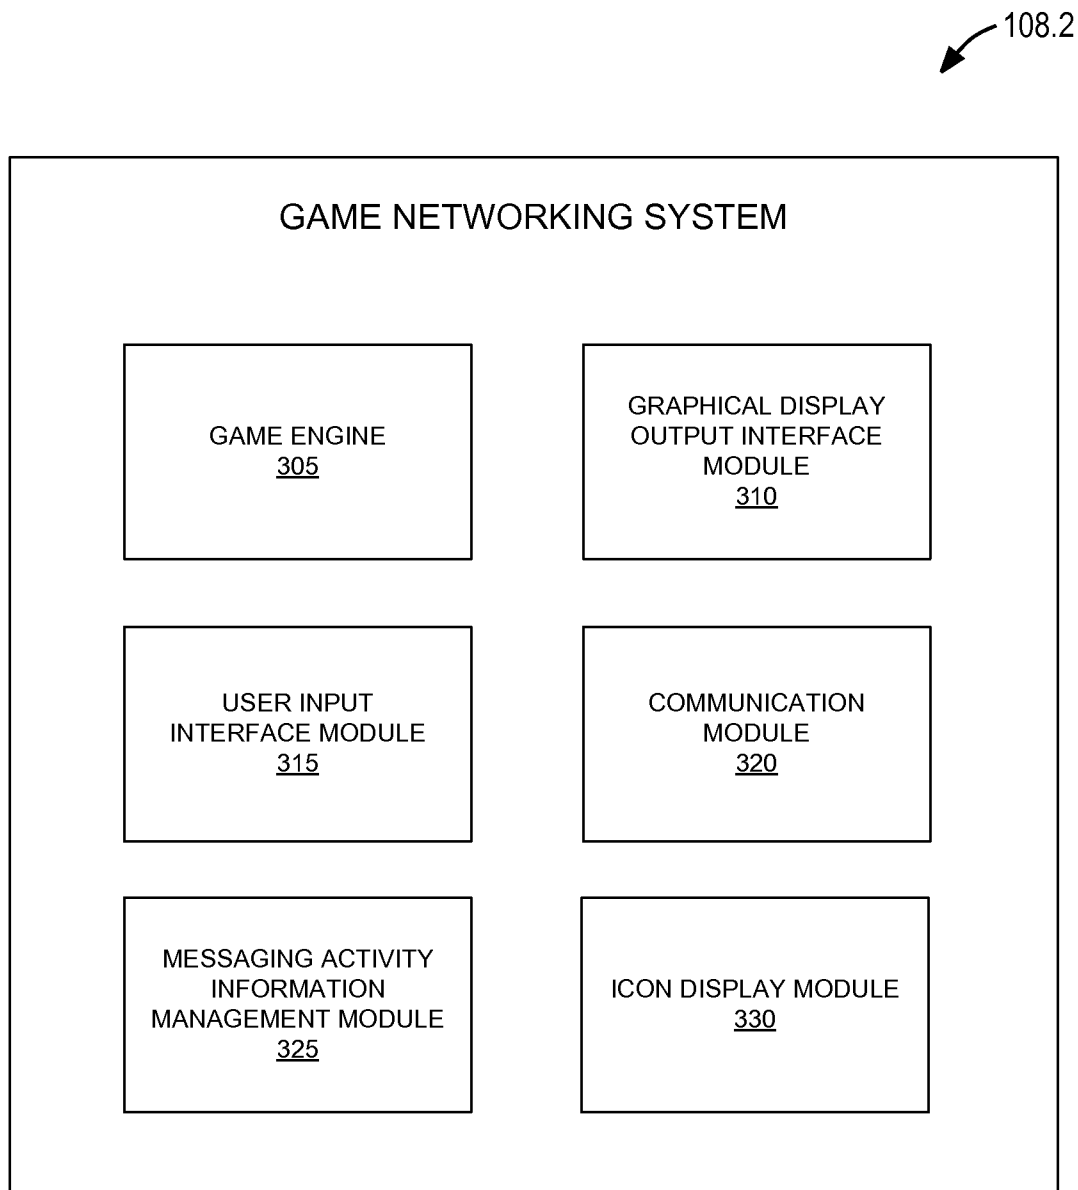 108.2
GAME NETWORKING SYSTEM
GAME ENGINE
305
GRAPHICAL DISPLAY
OUTPUT INTERFACE
MODULE
310
USER INPUT
INTERFACE MODULE
315
COMMUNICATION
MODULE
320
MESSAGING ACTIVITY
INFORMATION
MANAGEMENT MODULE
325
ICON DISPLAY MODULE
330